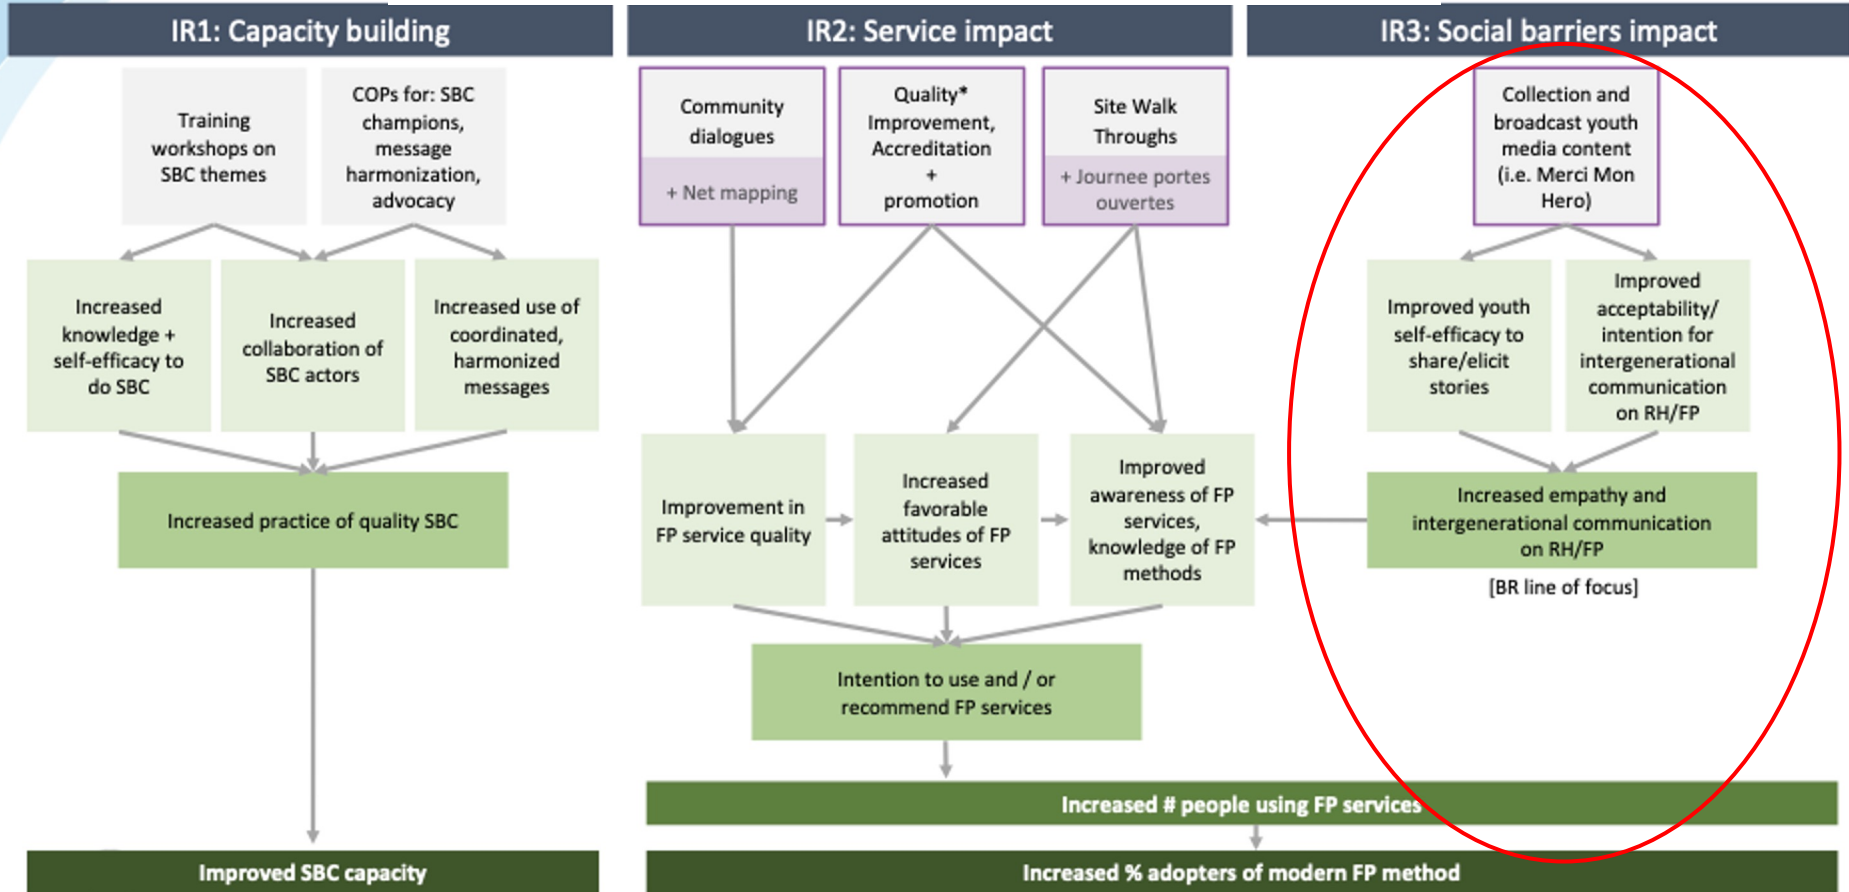 IR1: Capacity building
Training
workshops on
SBC themes
COPs for: SBC
champions,
message
harmonization,
advocacy
Increased
knowledge +
self-efficacy to
do SBC
Increased
collaboration of
SBC actors
Increased use of
coordinated,
harmonized
messages
Increased practice of quality SBC
Improved SBC capacity
IR2: Service impact
Community
dialogues
+ Net mapping
Quality*
Improvement,
Accreditation
+
promotion
Site Walk
Throughs
+ Journee portes
ouvertes
Improvement in
FP service quality
Increased
favorable
attitudes of FP
services
Improved
awareness of FP
services,
knowledge of FP
methods
Intention to use and / or
recommend FP services
IR3: Social barriers impact
Collection and
broadcast youth
media content
(i.e. Merci Mon
Hero)
Improved youth
self-efficacy to
share/elicit
stories
Improved
acceptability/
intention for
intergenerational
communication
on RH/FP
Increased empathy and
intergenerational communication
on RH/FP
[BR line of focus]
Increased # people using FP services
Increased % adopters of modern FP method